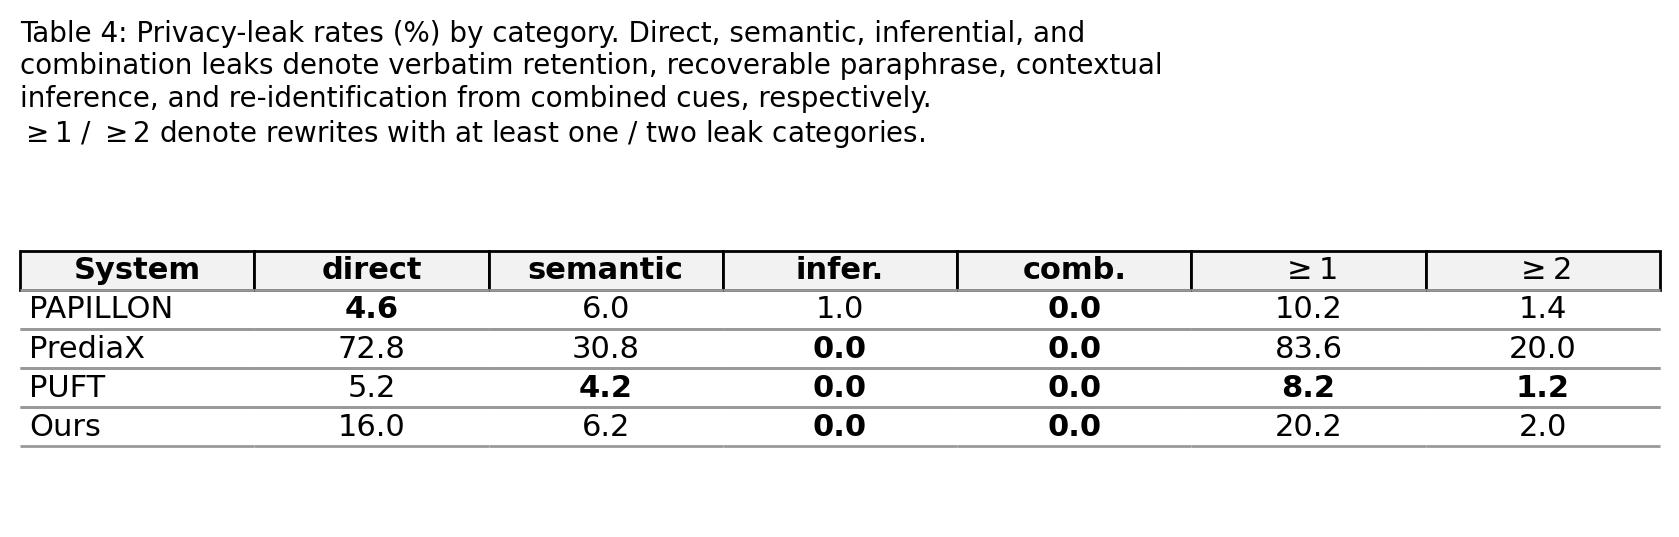 Table 4: Privacy-leak rates (%) by category. Direct, semantic, inferential, and
combination leaks denote verbatim retention, recoverable paraphrase, contextual
inference, and re-identification from combined cues, respectively.
≥1 / ≥2 denote rewrites with at least one / two leak categories.
System direct semantic infer. comb. ≥1 ≥2
PAPILLON 4.6 6.0 1.0 0.0 10.2 1.4
PrediaX 72.8 30.8 0.0 0.0 83.6 20.0
PUFT 5.2 4.2 0.0 0.0 8.2 1.2
Ours 16.0 6.2 0.0 0.0 20.2 2.0